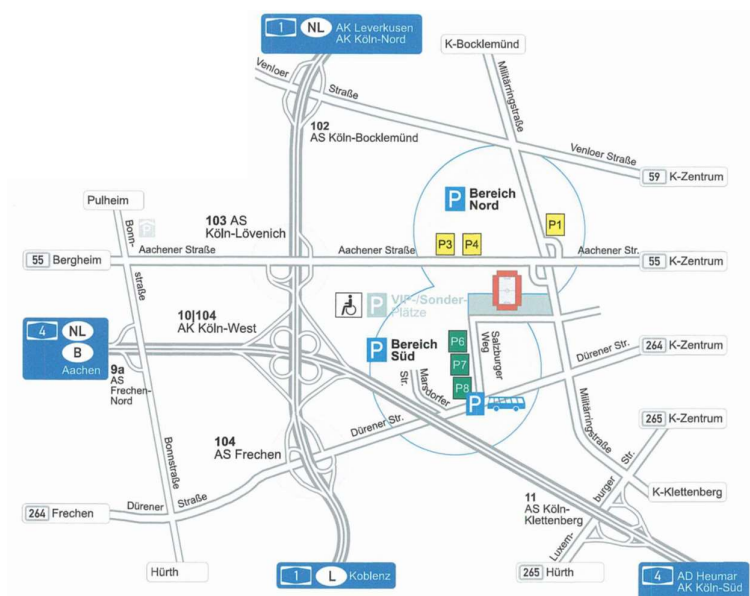 1 NL AK Leverkusen
AK Köln-Nord
K-Bocklemünd
Venloer
Straße
Militärringstraße
102
AS Köln-Bocklemünd
Venloer Straße
59 K-Zentrum
Pulheim
P Bereich
Nord
Bonn-
straße
103 AS
Köln-Lövenich
P1
P3
P4
Aachener Straße
Aachener Straße
Aachener Str.
55 Bergheim
55 K-Zentrum
10|104
AK Köln-West
P VIP-/Sonder-
Plätze
4 NL
B
Aachen
9a
AS
Frechen-
Nord
P Bereich
Süd
P6
P7
P8
Salzburger
Weg
Dürener Str.
264 K-Zentrum
Marsdorfer
Str.
P
Dürener Str.
Militärringstraße
265 K-Zentrum
104
AS Frechen
Bonnstraße
Luxem-
burger
Str.
K-Klettenberg
11
AS Köln-
Klettenberg
Dürener
Straße
264 Frechen
Hürth
1 L Koblenz
265 Hürth
4 AD Heumar
AK Köln-Süd